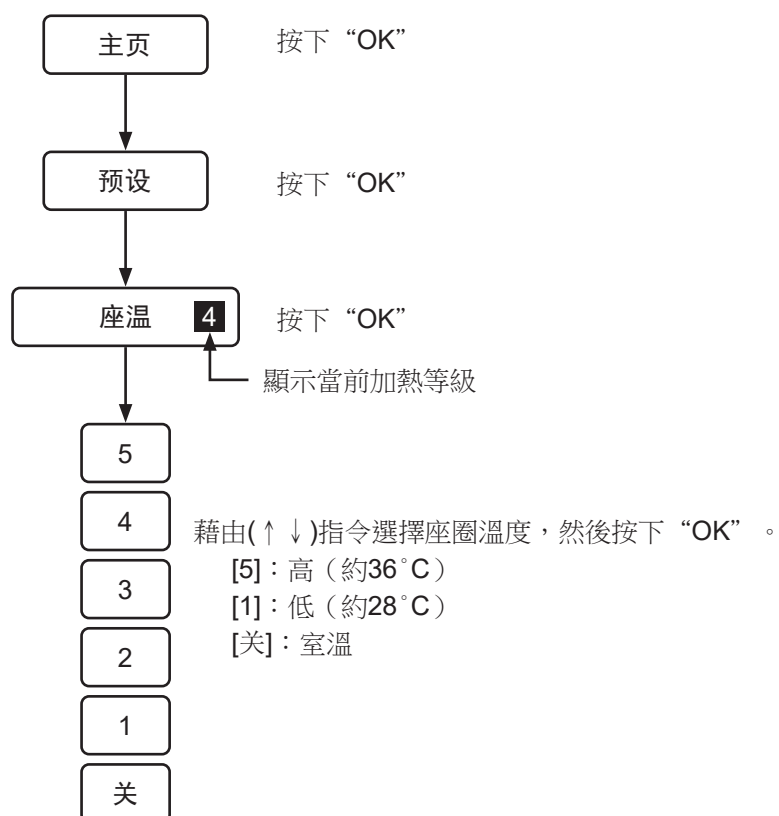 主页
按下“OK”
预设
按下“OK”
座温 4
按下“OK”
顯示當前加熱等級
5
4
藉由(↑↓)指令選擇座圈溫度，然後按下“OK”。
[5]：高（約36°C）
3
[1]：低（約28°C）
[关]：室溫
2
1
关